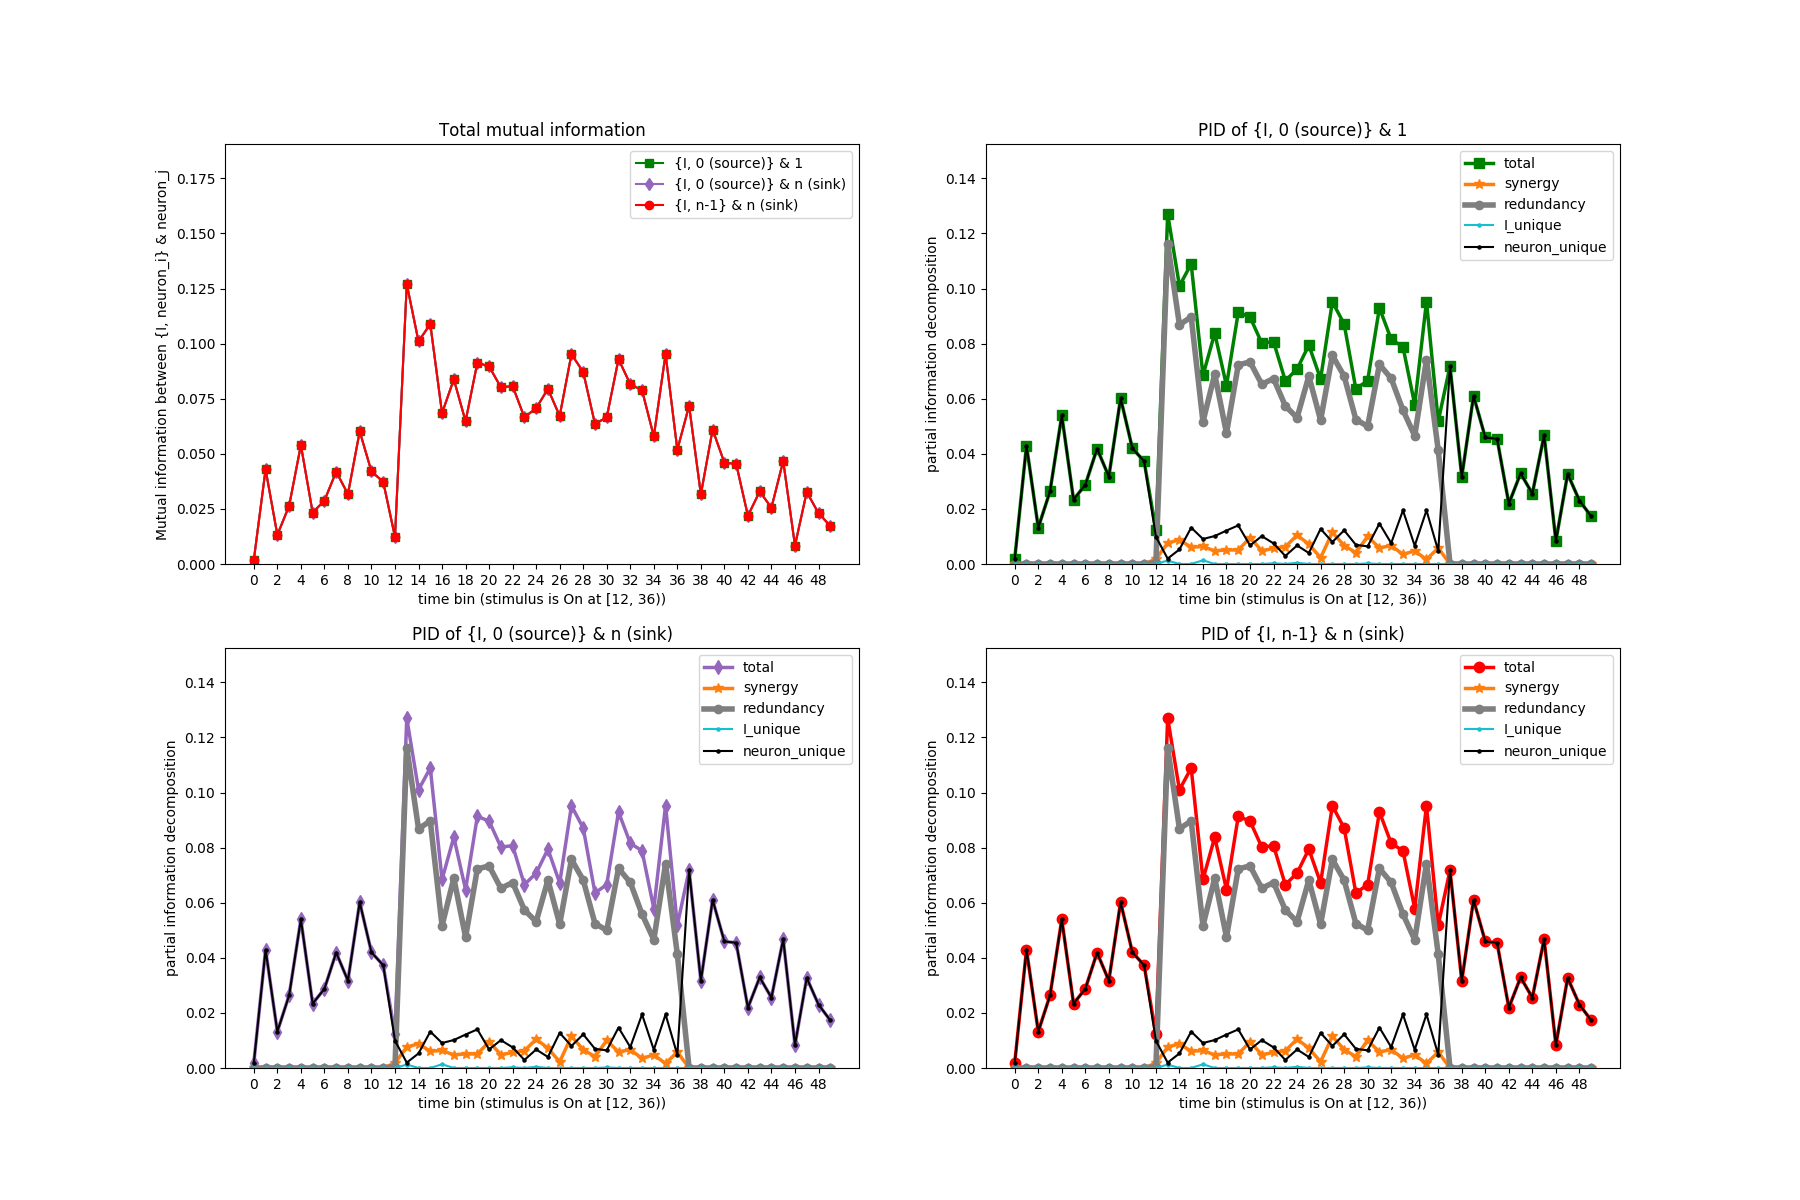 Total mutual information
Mutual information between {I, neuron_i} & neuron_j
0.175
0.150
0.125
0.100
0.075
0.050
0.025
0.000
{I, 0 (source)} & 1
{I, 0 (source)} & n (sink)
{I, n-1} & n (sink)
0 2 4 6 8 10 12 14 16 18 20 22 24 26 28 30 32 34 36 38 40 42 44 46 48
time bin (stimulus is On at [12, 36))
PID of {I, 0 (source)} & 1
partial information decomposition
0.14
0.12
0.10
0.08
0.06
0.04
0.02
0.00
total
synergy
redundancy
I_unique
neuron_unique
0 2 4 6 8 10 12 14 16 18 20 22 24 26 28 30 32 34 36 38 40 42 44 46 48
time bin (stimulus is On at [12, 36))
PID of {I, 0 (source)} & n (sink)
partial information decomposition
0.14
0.12
0.10
0.08
0.06
0.04
0.02
0.00
total
synergy
redundancy
I_unique
neuron_unique
0 2 4 6 8 10 12 14 16 18 20 22 24 26 28 30 32 34 36 38 40 42 44 46 48
time bin (stimulus is On at [12, 36))
PID of {I, n-1} & n (sink)
partial information decomposition
0.14
0.12
0.10
0.08
0.06
0.04
0.02
0.00
total
synergy
redundancy
I_unique
neuron_unique
0 2 4 6 8 10 12 14 16 18 20 22 24 26 28 30 32 34 36 38 40 42 44 46 48
time bin (stimulus is On at [12, 36))